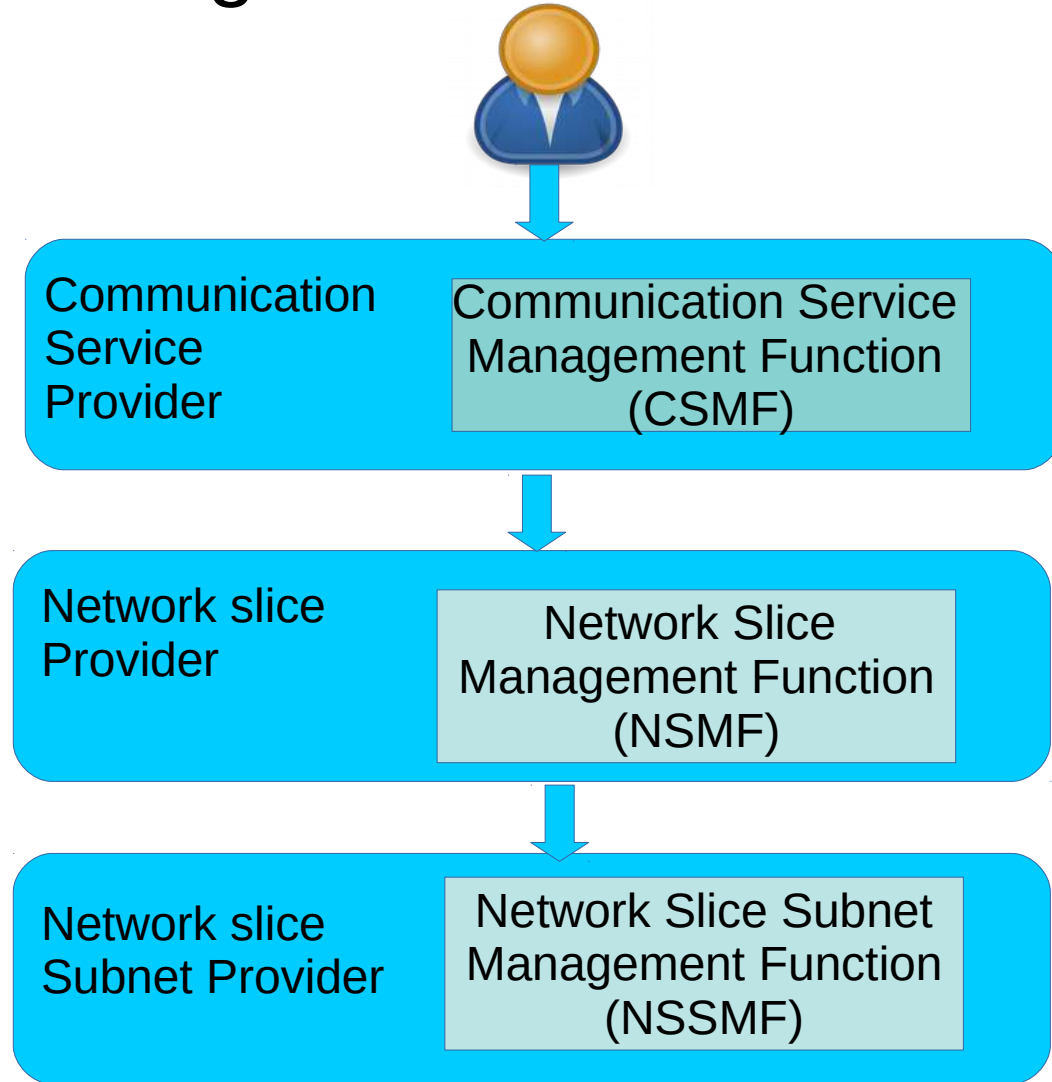 Communication
Service
Provider
Communication Service
Management Function
(CSMF)
Network slice
Provider
Network Slice
Management Function
(NSMF)
Network slice
Subnet Provider
Network Slice Subnet
Management Function
(NSSMF)